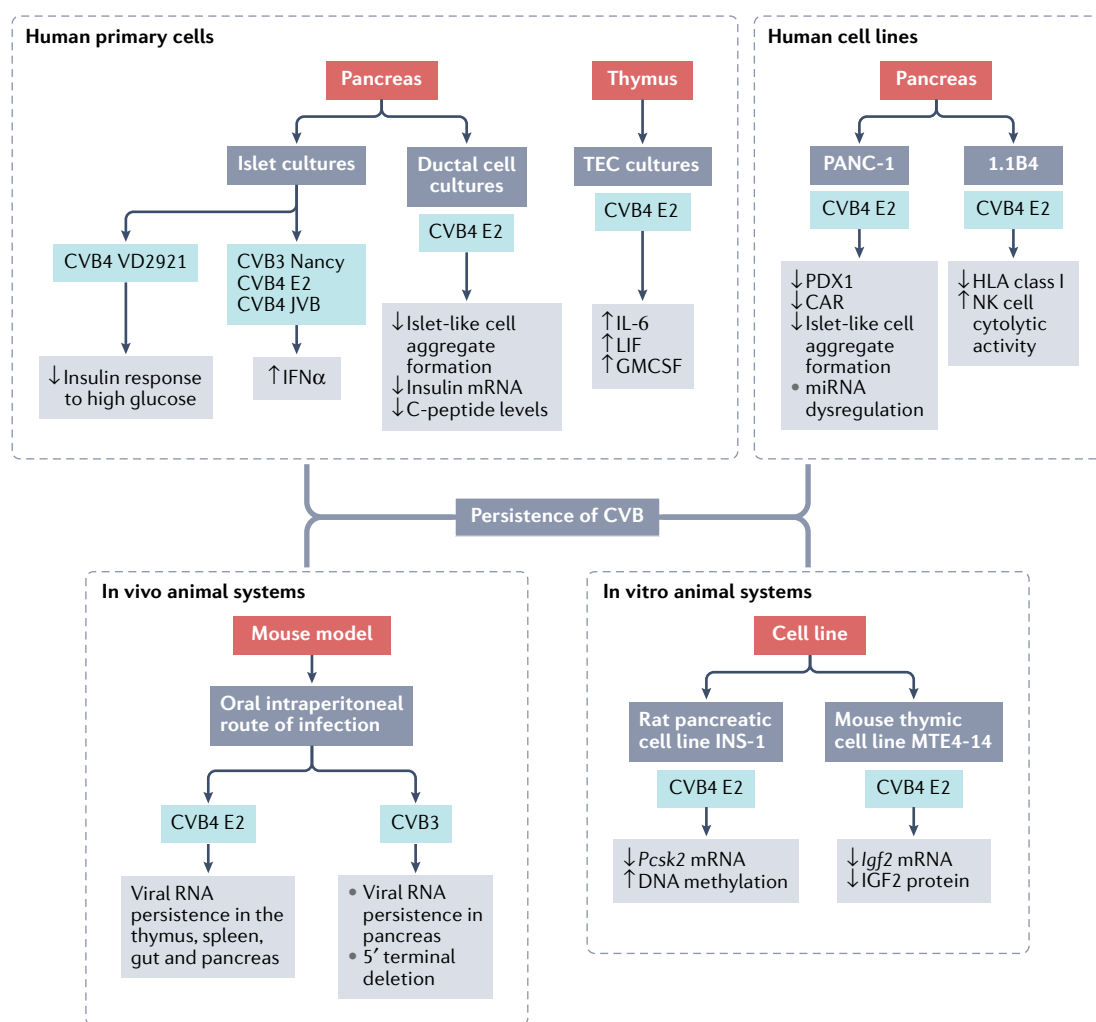 Human primary cells
Pancreas
Thymus
Islet cultures
Ductal cell
cultures
TEC cultures
CVB4 VD2921
CVB3 Nancy
CVB4 E2
CVB4 JVB
CVB4 E2
CVB4 E2
↓Insulin response
to high glucose
↑IFNα
↓Islet-like cell
aggregate
formation
↓Insulin mRNA
↓C-peptide levels
↑IL-6
↑LIF
↑GMCSF
Human cell lines
Pancreas
PANC-1
1.1B4
CVB4 E2
CVB4 E2
↓PDX1
↓CAR
↓Islet-like cell
aggregate
formation
• miRNA
dysregulation
↓HLA class I
↑NK cell
cytolytic
activity
Persistence of CVB
In vivo animal systems
Mouse model
Oral intraperitoneal
route of infection
CVB4 E2
CVB3
Viral RNA
persistence in the
thymus, spleen,
gut and pancreas
• Viral RNA
persistence in
pancreas
• 5′ terminal
deletion
In vitro animal systems
Cell line
Rat pancreatic
cell line INS-1
Mouse thymic
cell line MTE4-14
CVB4 E2
CVB4 E2
↓Pcsk2 mRNA
↑DNA methylation
↓Igf2 mRNA
↓IGF2 protein